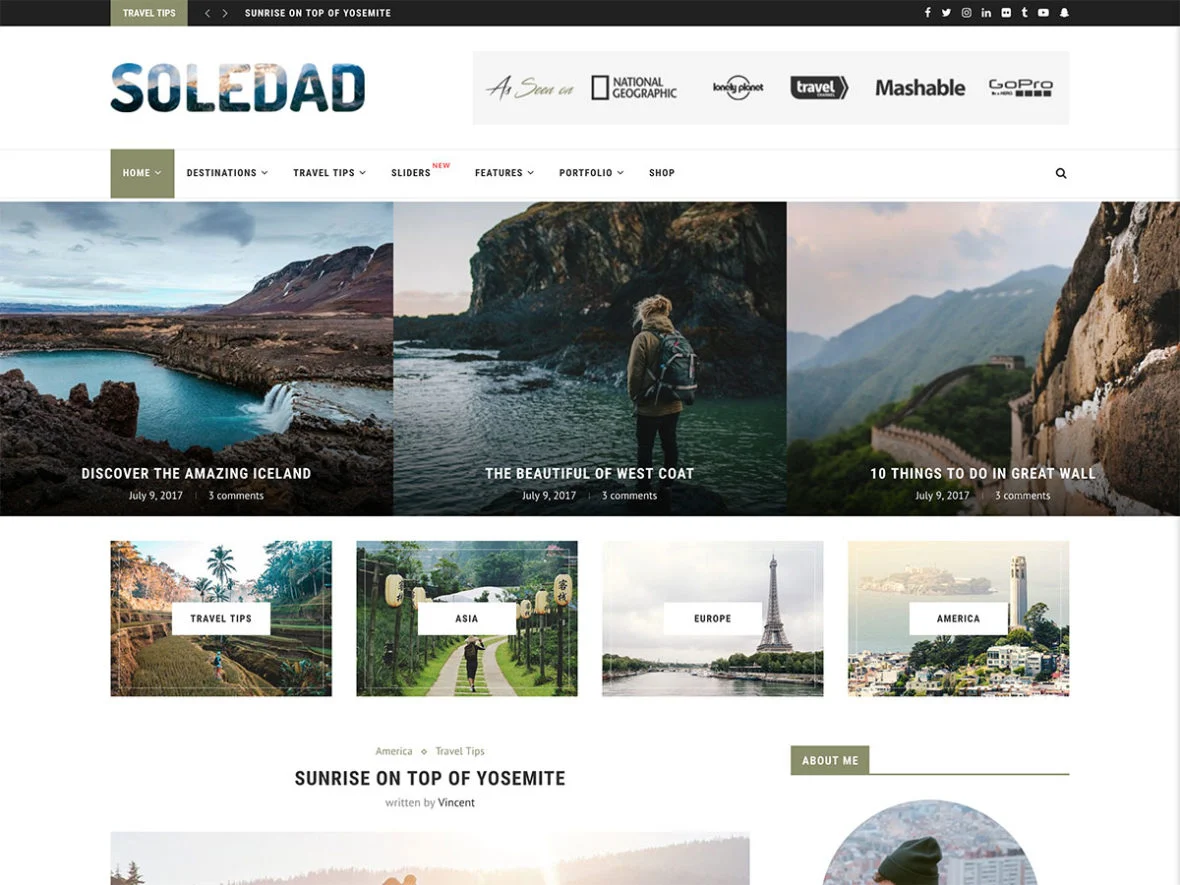 TRAVEL TIPS
SUNRISE ON TOP OF YOSEMITE
SOLEDAD
As Seen on
NATIONAL GEOGRAPHIC
lonely planet
travel CHANNEL
Mashable
GoPro
Be a HERO.
HOME DESTINATIONS TRAVEL TIPS SLIDERS NEW FEATURES PORTFOLIO SHOP
DISCOVER THE AMAZING ICELAND
July 9, 2017 3 comments
THE BEAUTIFUL OF WEST COAT
July 9, 2017 3 comments
10 THINGS TO DO IN GREAT WALL
July 9, 2017 3 comments
TRAVEL TIPS
ASIA
EUROPE
AMERICA
America Travel Tips
SUNRISE ON TOP OF YOSEMITE
written by Vincent
ABOUT ME